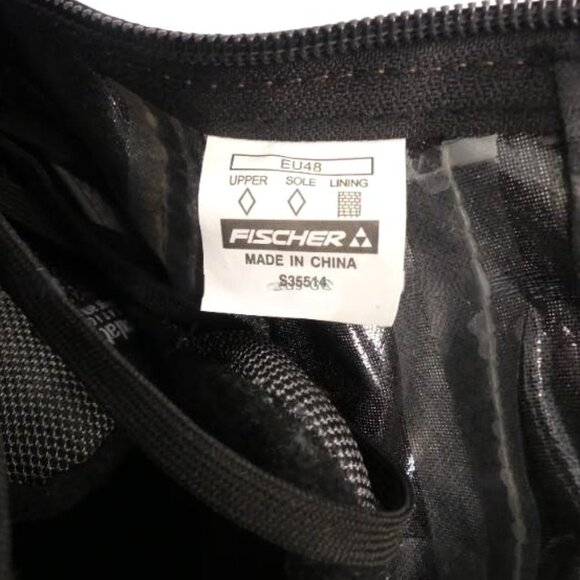 EU48
UPPER SOLE LINING
FISCHER
MADE IN CHINA
S35514